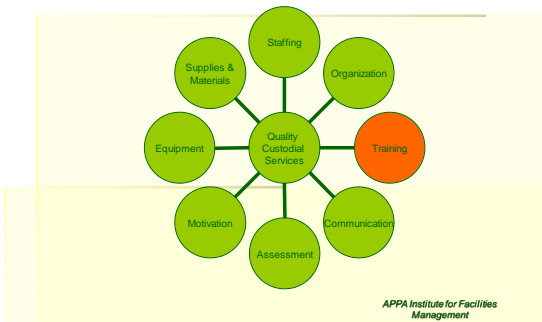 Staffing
Supplies &
Materials
Organization
Quality
Custodial
Services
Equipment
Training
Motivation
Communication
Assessment
APPA Institute for Facilities
Management